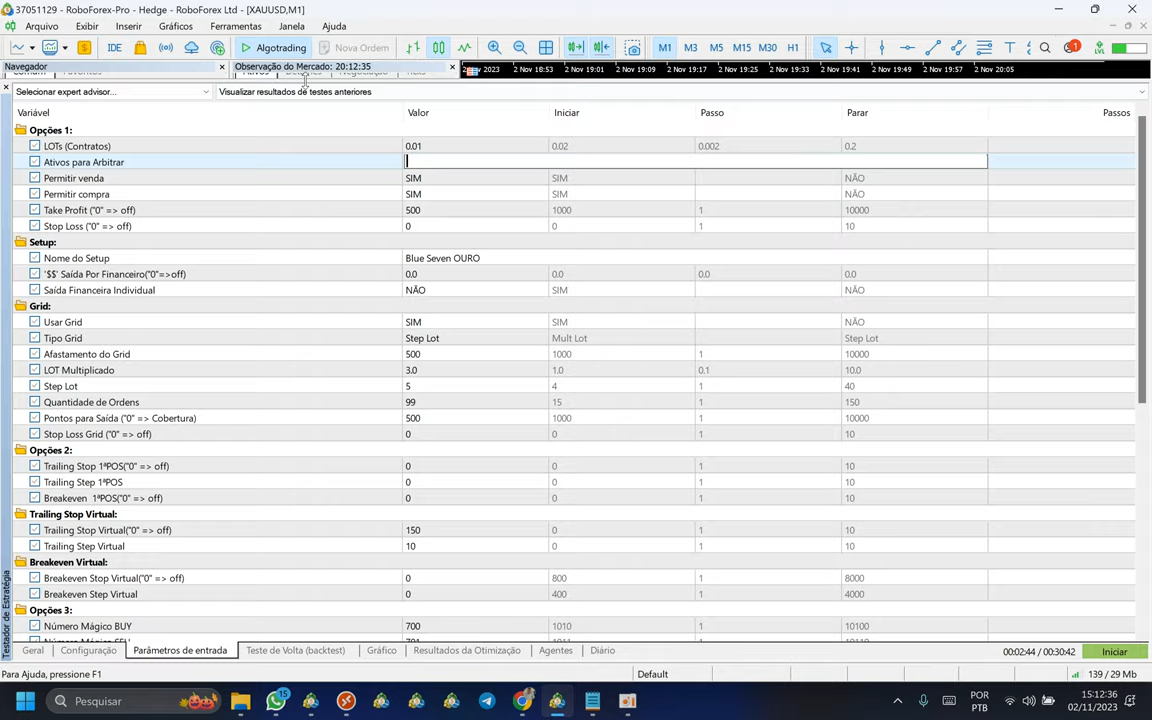 37051129 - RoboForex-Pro - Hedge - RoboForex Ltd - [XAUUSD,M1]
Arquivo Exibir Inserir Gráficos Ferramentas Janela Ajuda
IDE Algotrading Nova Ordem M1 M3 M5 M15 M30 H1 T 1 LVL
Navegador Observação do Mercado: 20:12:35 2023 2 Nov 18:53 2 Nov 19:01 2 Nov 19:09 2 Nov 19:17 2 Nov 19:25 2 Nov 19:33 2 Nov 19:41 2 Nov 19:49 2 Nov 19:57 2 Nov 20:05
Selecionar expert advisor... Visualizar resultados de testes anteriores
Variável Valor Iniciar Passo Parar Passos
Opções 1:
LOTs (Contratos) 0.01 0.02 0.002 0.2
Ativos para Arbitrar
Permitir venda SIM SIM NÃO
Permitir compra SIM SIM NÃO
Take Profit ("0" => off) 500 1000 1 10000
Stop Loss ("0" => off) 0 0 1 10
Setup:
Nome do Setup Blue Seven OURO
'$$' Saída Por Financeiro("0"=>off) 0.0 0.0 0.0 0.0
Saída Financeira Individual NÃO SIM NÃO
Grid:
Usar Grid SIM SIM NÃO
Tipo Grid Step Lot Mult Lot Step Lot
Afastamento do Grid 500 1000 1 10000
LOT Multiplicado 3.0 1.0 0.1 10.0
Step Lot 5 4 1 40
Quantidade de Ordens 99 15 1 150
Pontos para Saída ("0" => Cobertura) 500 1000 1 10000
Stop Loss Grid ("0" => off) 0 0 1 10
Opções 2:
Trailing Stop 1ªPOS("0" => off) 0 0 1 10
Trailing Step 1ªPOS 0 0 1 10
Breakeven 1ªPOS("0" => off) 0 0 1 10
Trailing Stop Virtual:
Trailing Stop Virtual("0" => off) 150 0 1 10
Trailing Step Virtual 10 0 1 10
Breakeven Virtual:
Breakeven Stop Virtual("0" => off) 0 800 1 8000
Breakeven Step Virtual 0 400 1 4000
Opções 3:
Número Mágico BUY 700 1010 1 10100
Testador de Estratégia
Geral Configuração Parâmetros de entrada Teste de Volta (backtest) Gráfico Resultados da Otimização Agentes Diário 00:02:44 / 00:30:42 Iniciar
Para Ajuda, pressione F1 Default 139 / 29 Mb
Pesquisar 15 POR PTB 15:12:36 02/11/2023